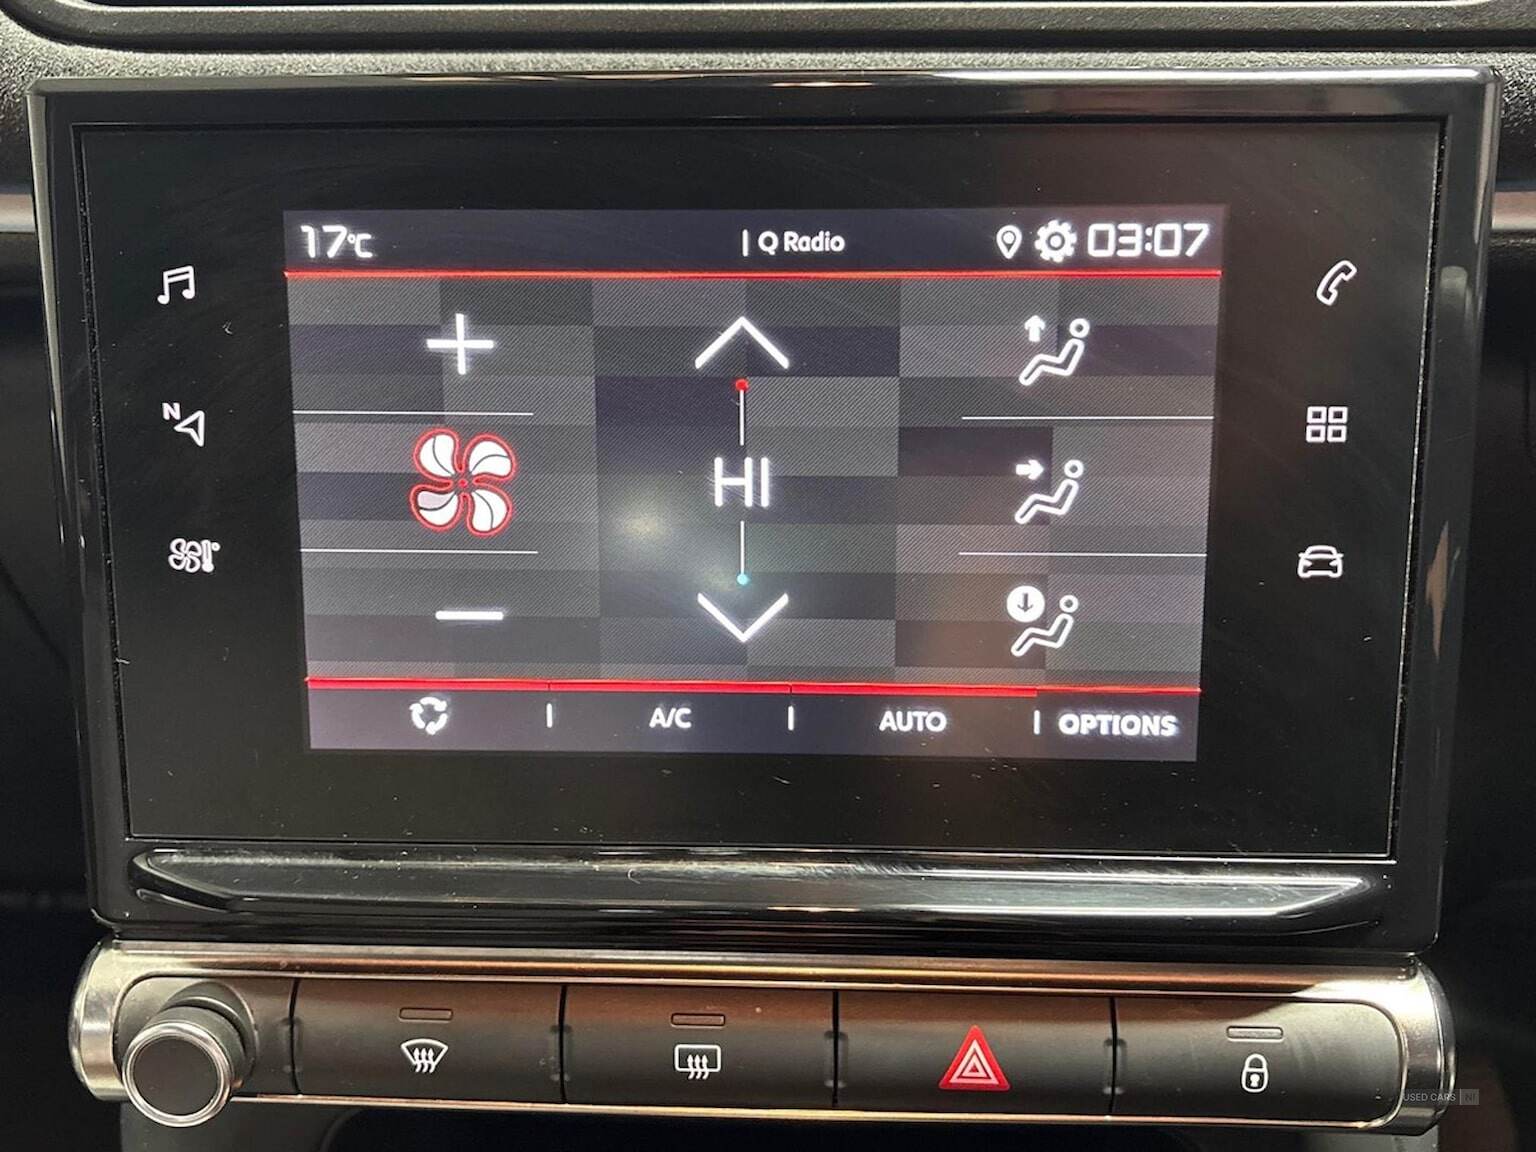 17°C
Q Radio
03:07
N
HI
A/C
AUTO
OPTIONS
USED CARS NI